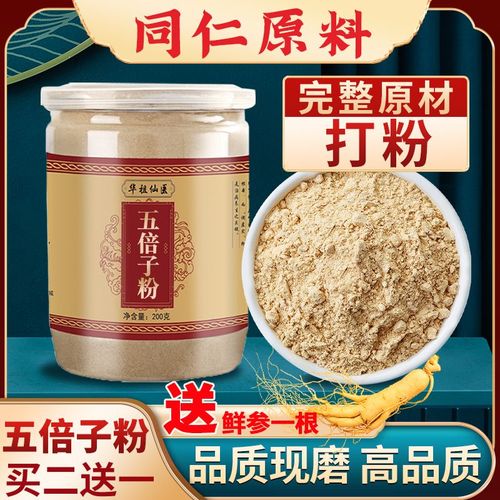 同仁原料
完整原材
打粉
华祖仙医
五倍子粉
净含量：200克
送鲜参一根
五倍子粉
买二送一
品质现磨 高品质